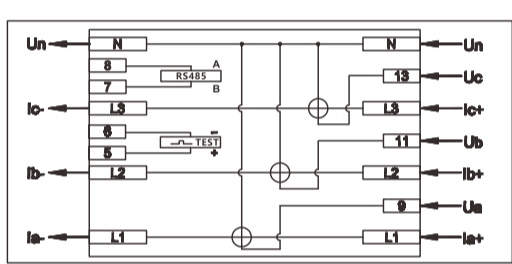 Un N N Un
8 A
RS485 13 Uc
7 B
Ic- L3 L3 Ic+
6 -
TEST 11 Ub
5 +
Ib- L2 L2 Ib+
9 Ua
Ia- L1 L1 Ia+